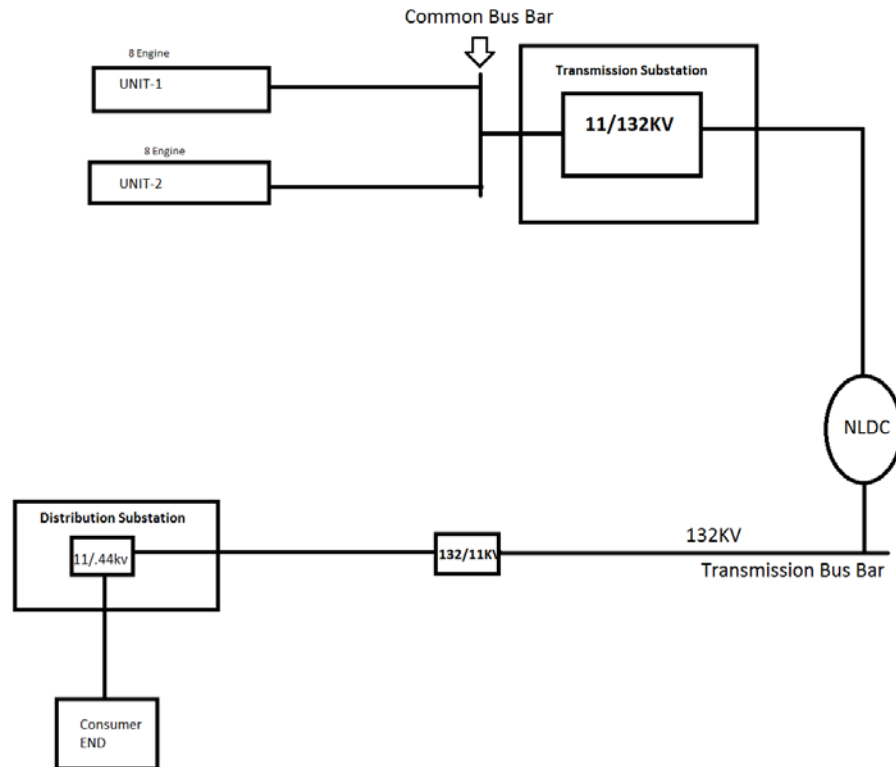 Common Bus Bar
8 Engine
UNIT-1
8 Engine
UNIT-2
Transmission Substation
11/132KV
NLDC
132KV
Transmission Bus Bar
132/11KV
Distribution Substation
11/.44kv
Consumer
END